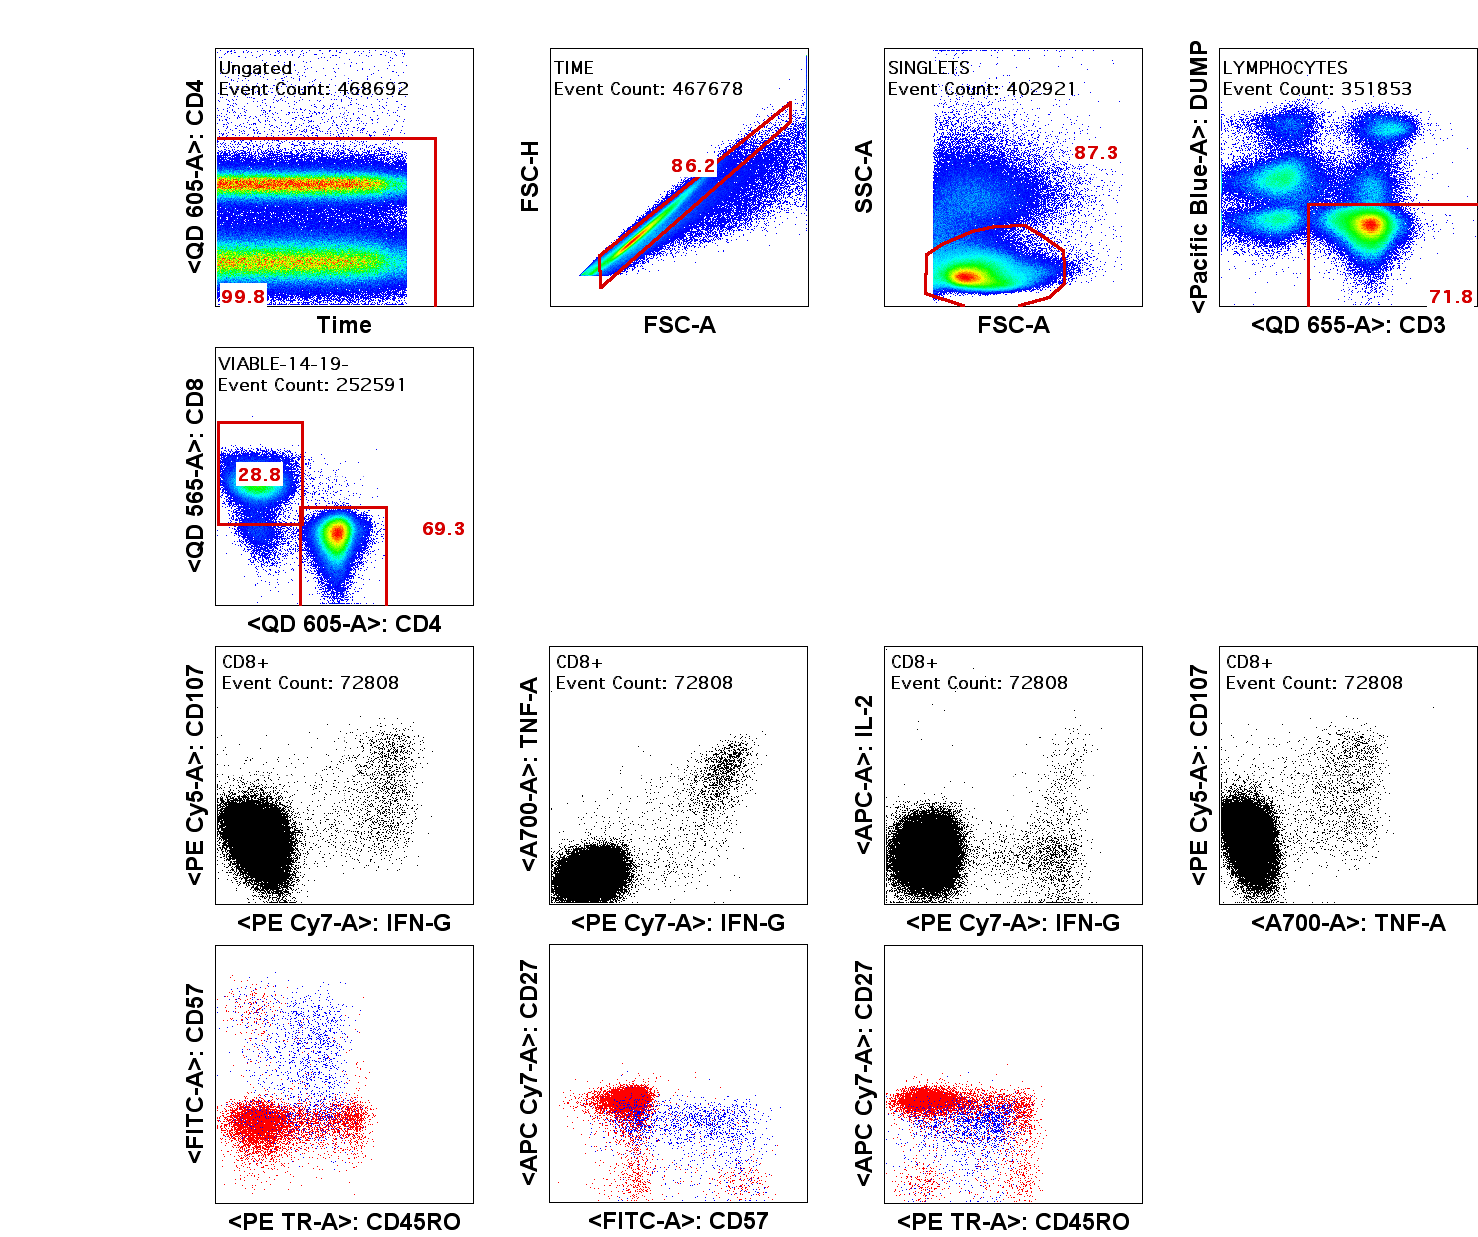 <QD 605-A>: CD4
Ungated
Event Count: 468692
99.8
Time
FSC-H
TIME
Event Count: 467678
86.2
FSC-A
SSC-A
SINGLETS
Event Count: 402921
87.3
FSC-A
<Pacific Blue-A>: DUMP
LYMPHOCYTES
Event Count: 351853
71.8
<QD 655-A>: CD3
<QD 565-A>: CD8
VIABLE-14-19-
Event Count: 252591
28.8
69.3
<QD 605-A>: CD4
<PE Cy5-A>: CD107
CD8+
Event Count: 72808
<PE Cy7-A>: IFN-G
<A700-A>: TNF-A
CD8+
Event Count: 72808
<PE Cy7-A>: IFN-G
<APC-A>: IL-2
CD8+
Event Count: 72808
<PE Cy7-A>: IFN-G
<PE Cy5-A>: CD107
CD8+
Event Count: 72808
<A700-A>: TNF-A
<FITC-A>: CD57
<PE TR-A>: CD45RO
<APC Cy7-A>: CD27
<FITC-A>: CD57
<APC Cy7-A>: CD27
<PE TR-A>: CD45RO